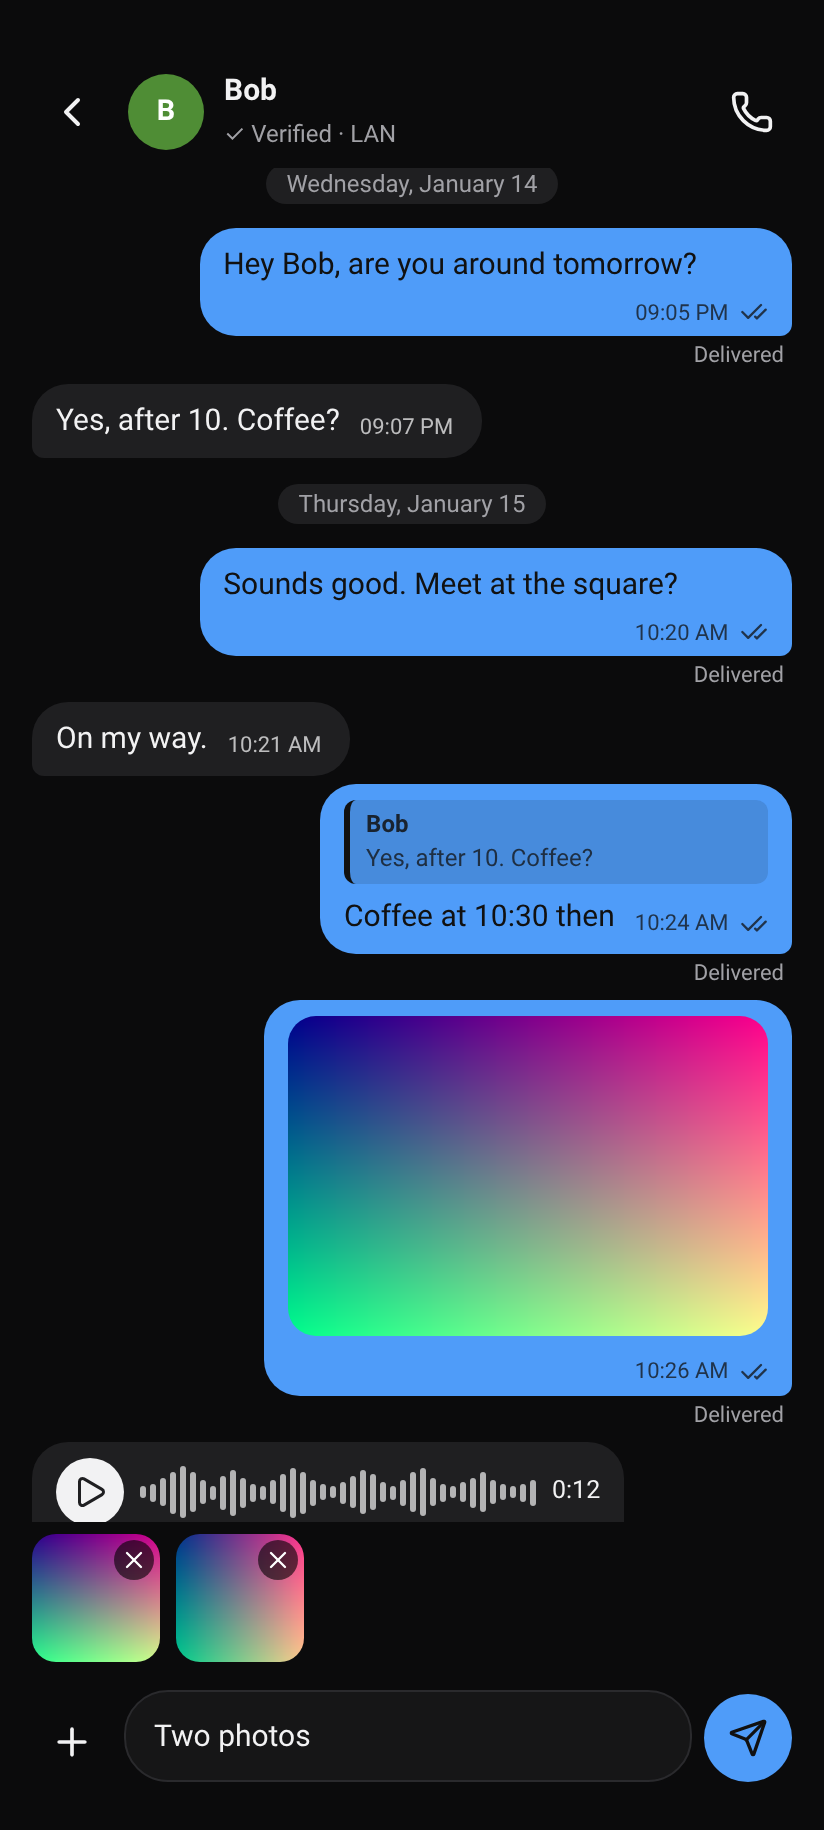 B
Bob
Verified · LAN
Wednesday, January 14
Hey Bob, are you around tomorrow?
09:05 PM
Delivered
Yes, after 10. Coffee? 09:07 PM
Thursday, January 15
Sounds good. Meet at the square?
10:20 AM
Delivered
On my way. 10:21 AM
Bob
Yes, after 10. Coffee?
Coffee at 10:30 then 10:24 AM
Delivered
10:26 AM
Delivered
0:12
Two photos